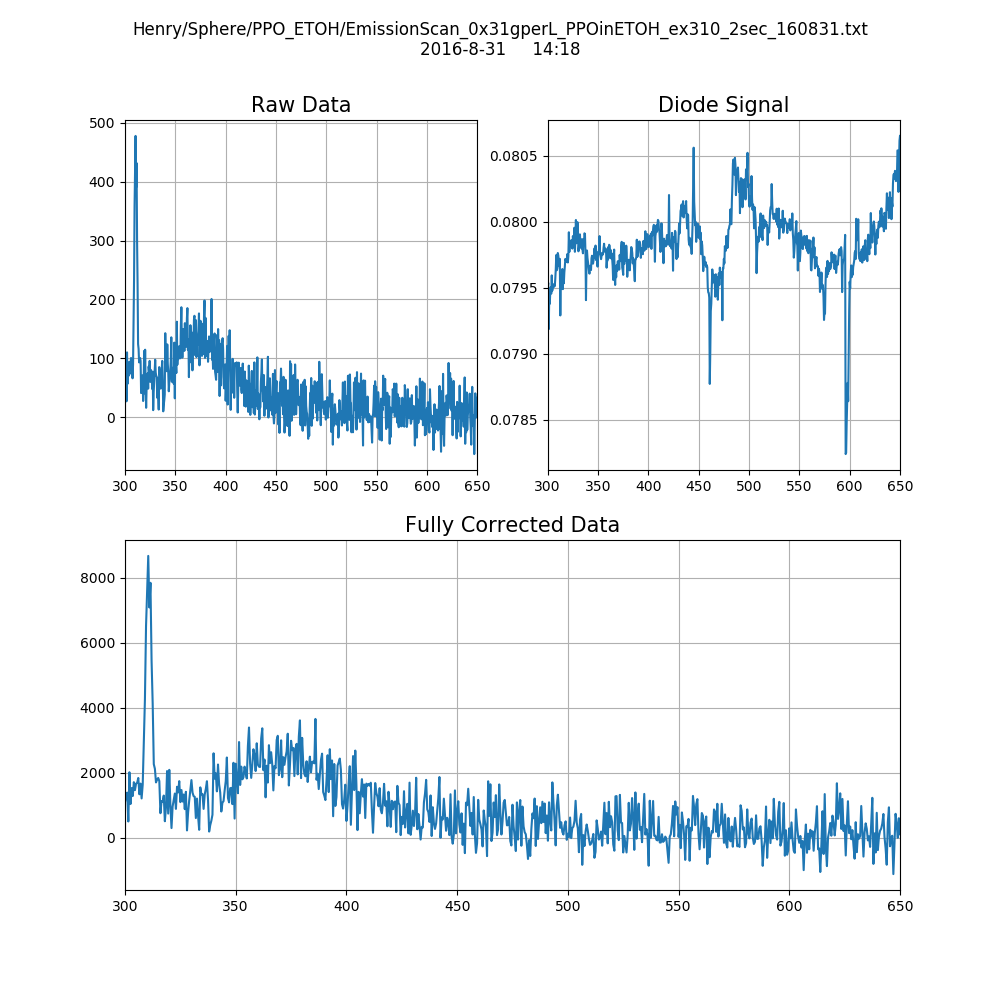 Henry/Sphere/PPO_ETOH/EmissionScan_0x31gperL_PPOinETOH_ex310_2sec_160831.txt
2016-8-31 14:18
Raw Data
500
400
300
200
100
0
300 350 400 450 500 550 600 650
Diode Signal
0.0805
0.0800
0.0795
0.0790
0.0785
300 350 400 450 500 550 600 650
Fully Corrected Data
8000
6000
4000
2000
0
300 350 400 450 500 550 600 650